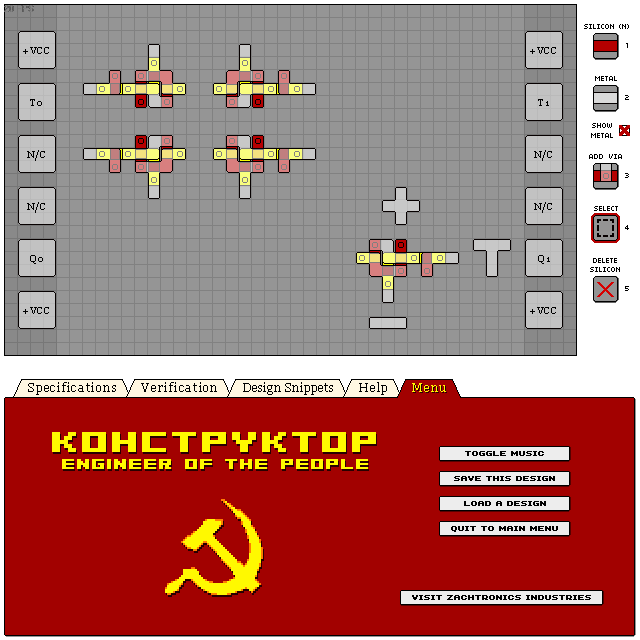 +VCC
+VCC
To
T1
N/C
N/C
N/C
N/C
Qo
Q1
+VCC
+VCC
SILICON (N)
1
METAL
2
SHOW
METAL
ADD VIA
3
SELECT
4
DELETE
SILICON
5
Specifications
Verification
Design Snippets
Help
Menu
КОНСТРУКТОР
ENGINEER OF THE PEOPLE
TOGGLE MUSIC
SAVE THIS DESIGN
LOAD A DESIGN
QUIT TO MAIN MENU
VISIT ZACHTRONICS INDUSTRIES